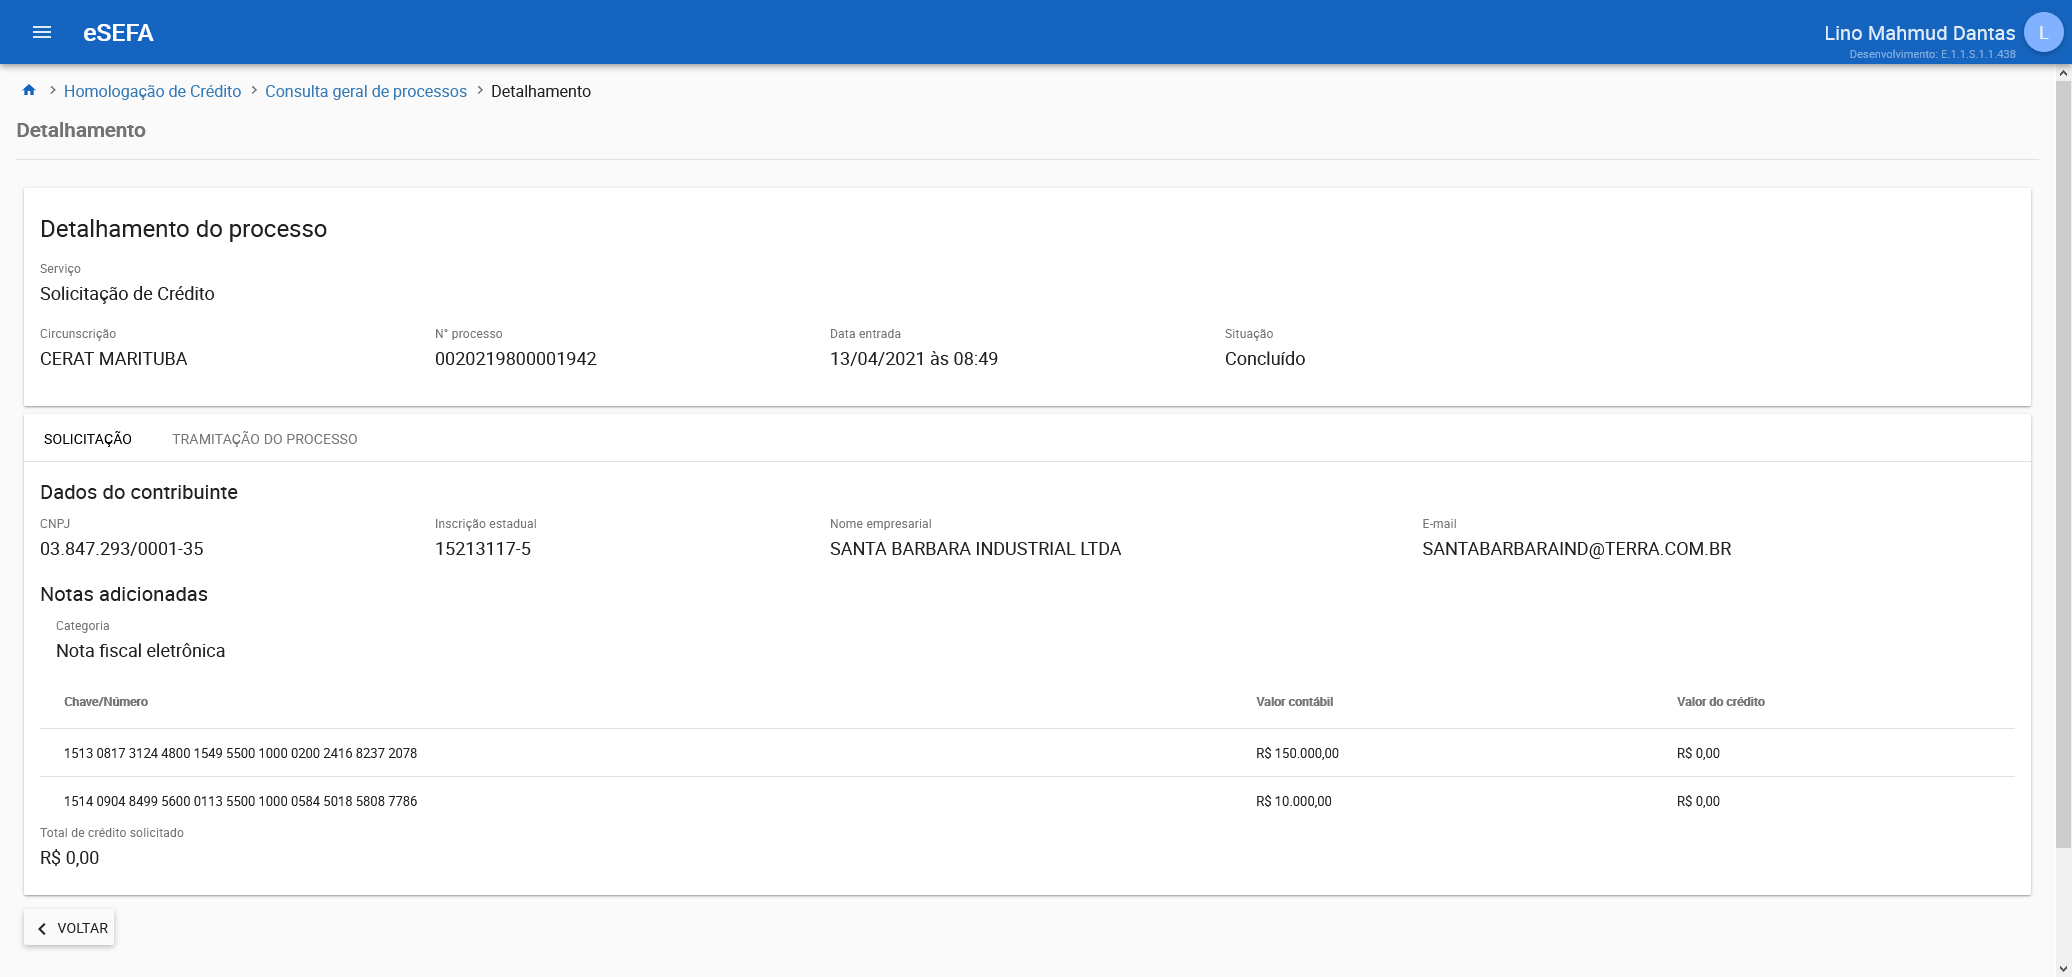 eSEFA
Lino Mahmud Dantas
L
Desenvolvimento: E.1.1.S.1.1.438
Homologação de Crédito > Consulta geral de processos > Detalhamento
Detalhamento
Detalhamento do processo
Serviço
Solicitação de Crédito
Circunscrição N° processo Data entrada Situação
CERAT MARITUBA 0020219800001942 13/04/2021 às 08:49 Concluído
SOLICITAÇÃO TRAMITAÇÃO DO PROCESSO
Dados do contribuinte
CNPJ Inscrição estadual Nome empresarial E-mail
03.847.293/0001-35 15213117-5 SANTA BARBARA INDUSTRIAL LTDA SANTABARBARAIND@TERRA.COM.BR
Notas adicionadas
Categoria
Nota fiscal eletrônica
Chave/Número Valor contábil Valor do crédito
1513 0817 3124 4800 1549 5500 1000 0200 2416 8237 2078 R$ 150.000,00 R$ 0,00
1514 0904 8499 5600 0113 5500 1000 0584 5018 5808 7786 R$ 10.000,00 R$ 0,00
Total de crédito solicitado
R$ 0,00
VOLTAR